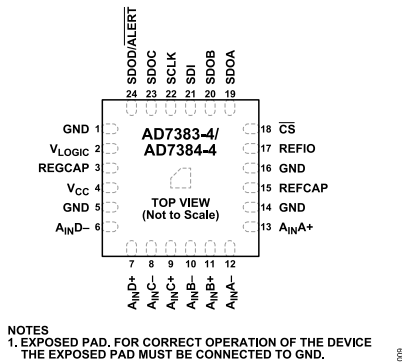 SDOD/ALERT
SDOC
SCLK
SDI
SDOB
SDOA
24 23 22 21 20 19
GND 1
VLOGIC 2
REGCAP 3
VCC 4
GND 5
AIND– 6
AD7383-4/
AD7384-4
TOP VIEW
(Not to Scale)
18 CS
17 REFIO
16 GND
15 REFCAP
14 GND
13 AINA+
7 8 9 10 11 12
AIND+
AINC–
AINC+
AINB–
AINB+
AINA–
NOTES
1. EXPOSED PAD. FOR CORRECT OPERATION OF THE DEVICE
THE EXPOSED PAD MUST BE CONNECTED TO GND.
009